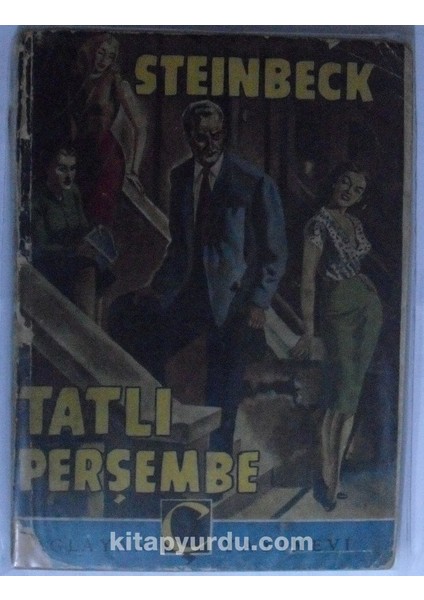 STEINBECK
TATLI
PERŞEMBE
Ç
kitapyurdu.com